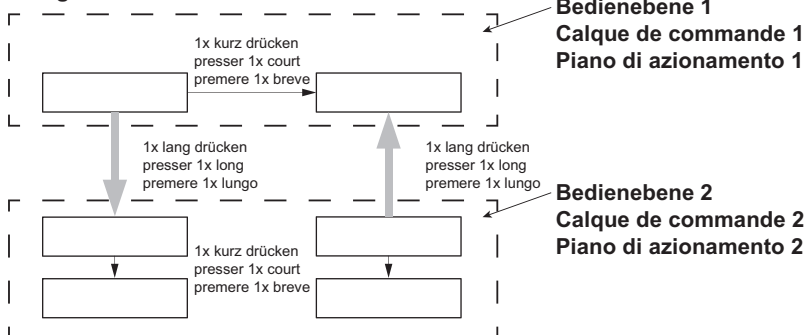 Bedienebene 1
Calque de commande 1
Piano di azionamento 1
1x kurz drücken
presser 1x court
premere 1x breve
1x lang drücken
presser 1x long
premere 1x lungo
1x lang drücken
presser 1x long
premere 1x lungo
Bedienebene 2
Calque de commande 2
Piano di azionamento 2
1x kurz drücken
presser 1x court
premere 1x breve